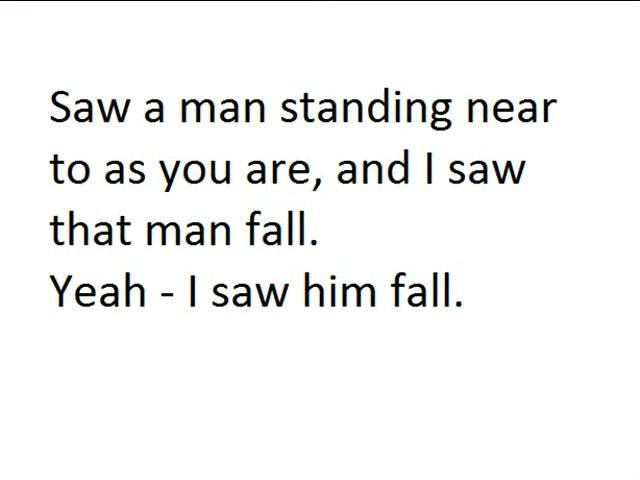 Saw a man standing near
to as you are, and I saw
that man fall.
Yeah - I saw him fall.